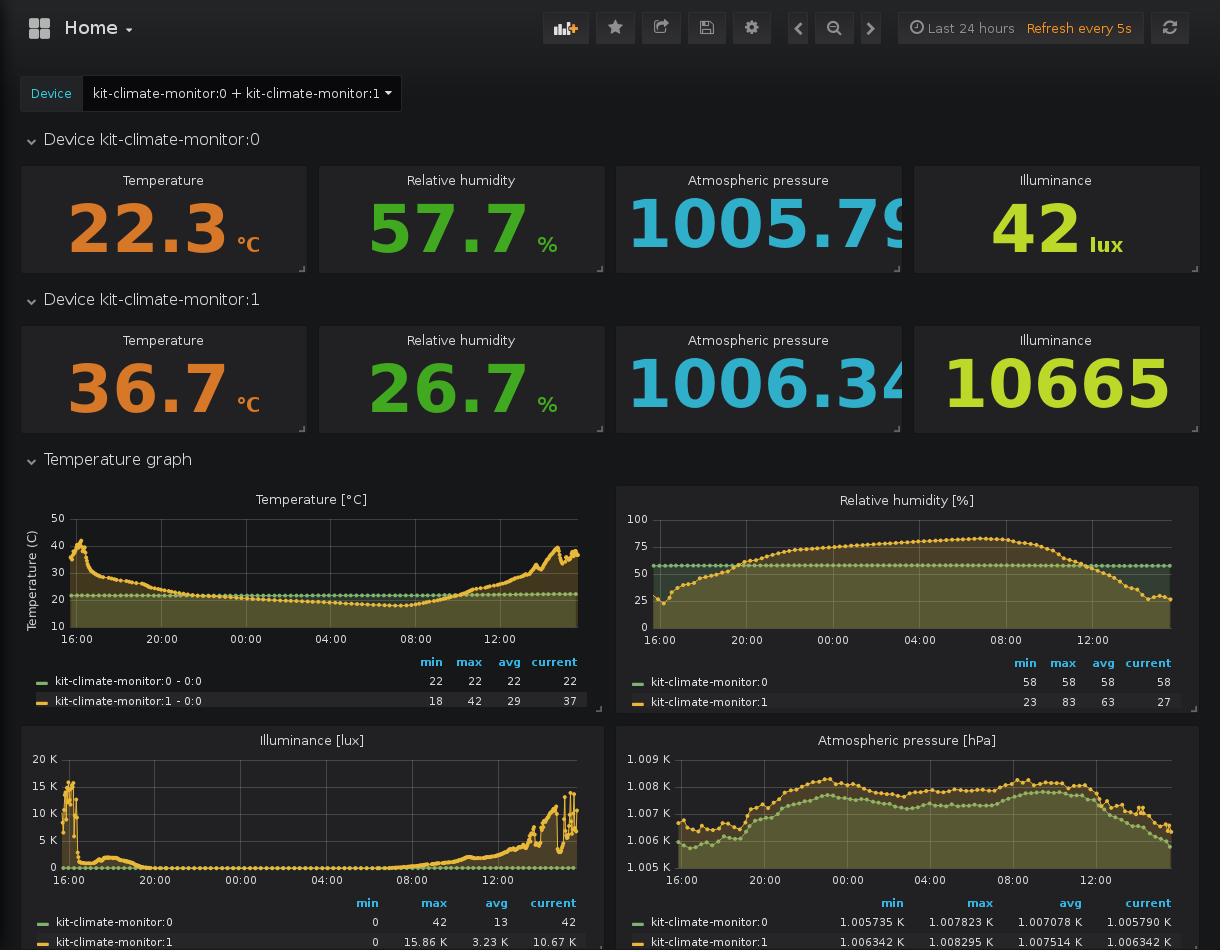 Home
Last 24 hours Refresh every 5s
Device kit-climate-monitor:0 + kit-climate-monitor:1
Device kit-climate-monitor:0
Temperature Relative humidity Atmospheric pressure Illuminance
22.3 °C 57.7 % 1005.79 42 lux
Device kit-climate-monitor:1
Temperature Relative humidity Atmospheric pressure Illuminance
36.7 °C 26.7 % 1006.34 10665
Temperature graph
Temperature [°C]
Temperature (C)
50
40
30
20
10
16:00 20:00 00:00 04:00 08:00 12:00
min max avg current
kit-climate-monitor:0 - 0:0 22 22 22 22
kit-climate-monitor:1 - 0:0 18 42 29 37
Relative humidity [%]
100
75
50
25
0
16:00 20:00 00:00 04:00 08:00 12:00
min max avg current
kit-climate-monitor:0 58 58 58 58
kit-climate-monitor:1 23 83 63 27
Illuminance [lux]
20 K
15 K
10 K
5 K
0
16:00 20:00 00:00 04:00 08:00 12:00
min max avg current
kit-climate-monitor:0 0 42 13 42
kit-climate-monitor:1 0 15.86 K 3.23 K 10.67 K
Atmospheric pressure [hPa]
1.009 K
1.008 K
1.007 K
1.006 K
1.005 K
16:00 20:00 00:00 04:00 08:00 12:00
min max avg current
kit-climate-monitor:0 1.005735 K 1.007823 K 1.007078 K 1.005790 K
kit-climate-monitor:1 1.006342 K 1.008295 K 1.007514 K 1.006342 K